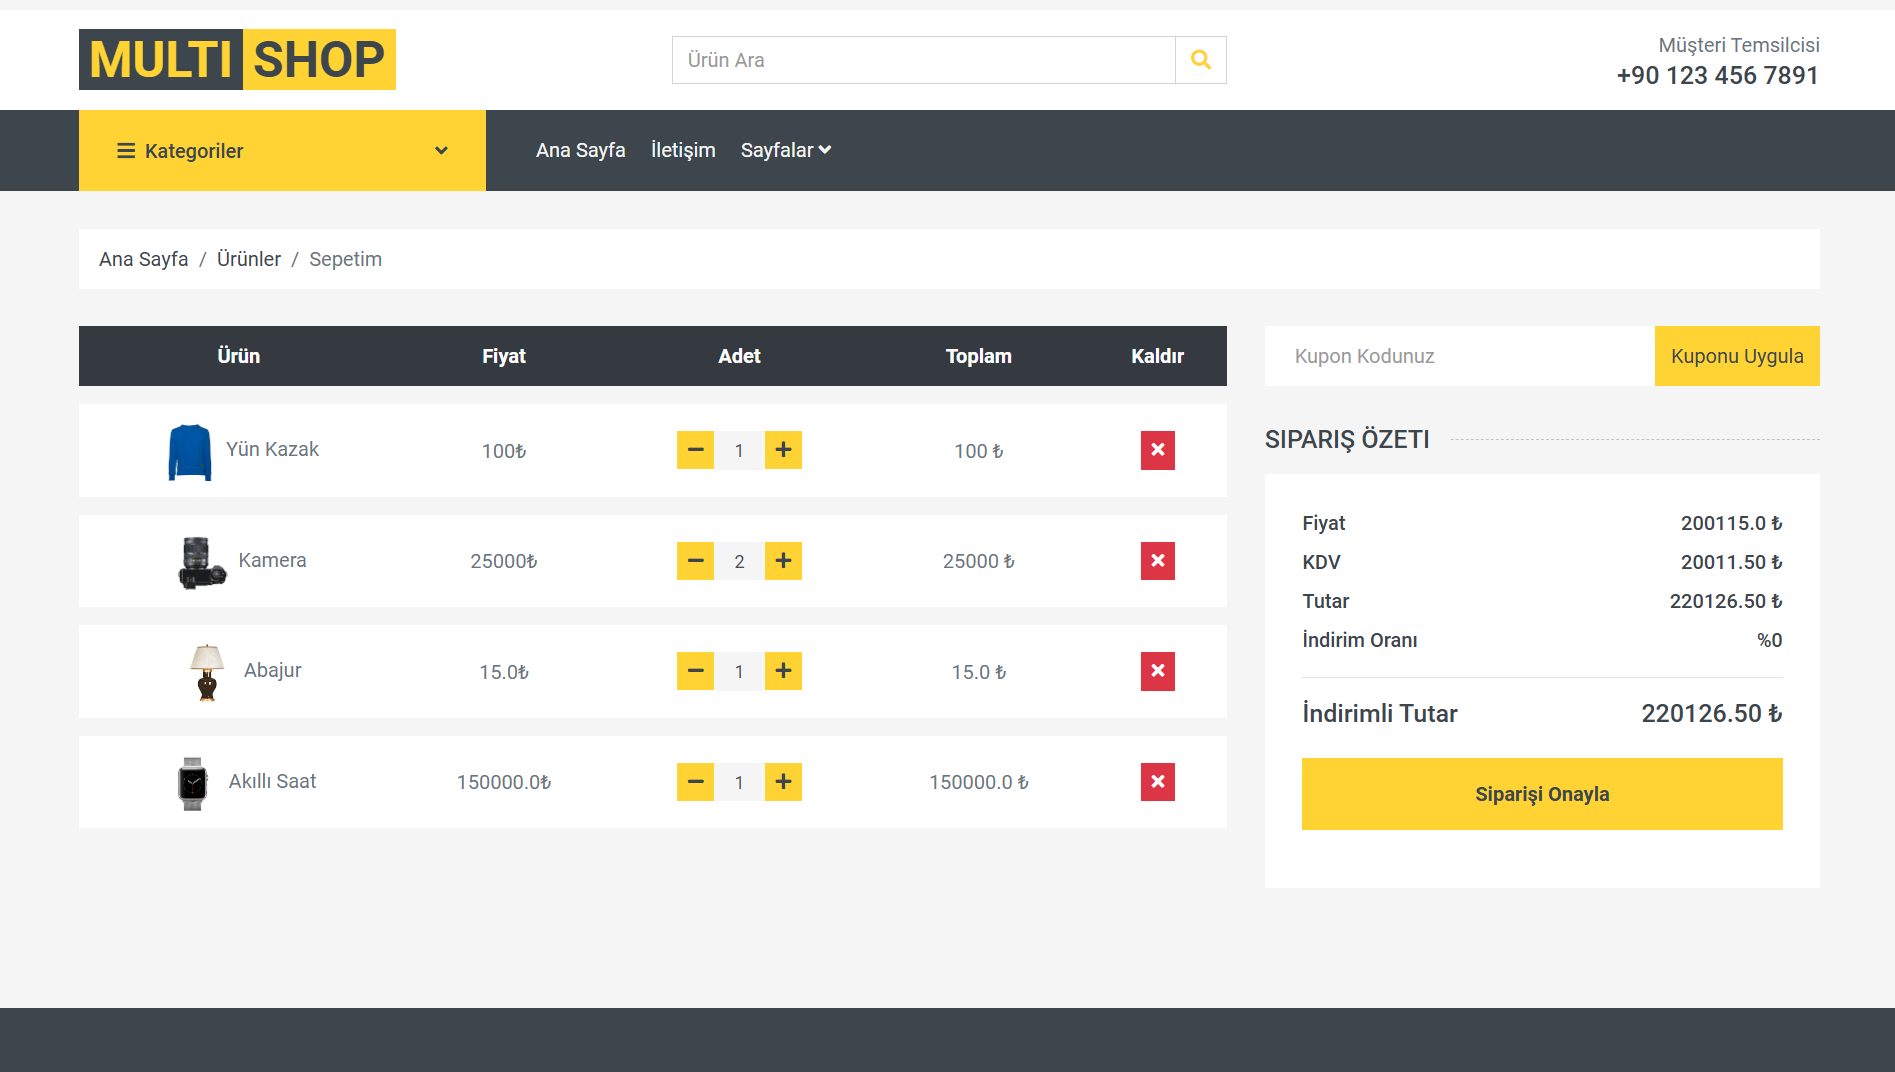 MULTI SHOP
Ürün Ara
Müşteri Temsilcisi
+90 123 456 7891
Kategoriler
Ana Sayfa İletişim Sayfalar
Ana Sayfa / Ürünler / Sepetim
Ürün Fiyat Adet Toplam Kaldır
Yün Kazak 100₺ 1 100 ₺
Kamera 25000₺ 2 25000 ₺
Abajur 15.0₺ 1 15.0 ₺
Akıllı Saat 150000.0₺ 1 150000.0 ₺
Kupon Kodunuz Kuponu Uygula
SIPARIŞ ÖZETI
Fiyat 200115.0 ₺
KDV 20011.50 ₺
Tutar 220126.50 ₺
İndirim Oranı %0
İndirimli Tutar 220126.50 ₺
Siparişi Onayla